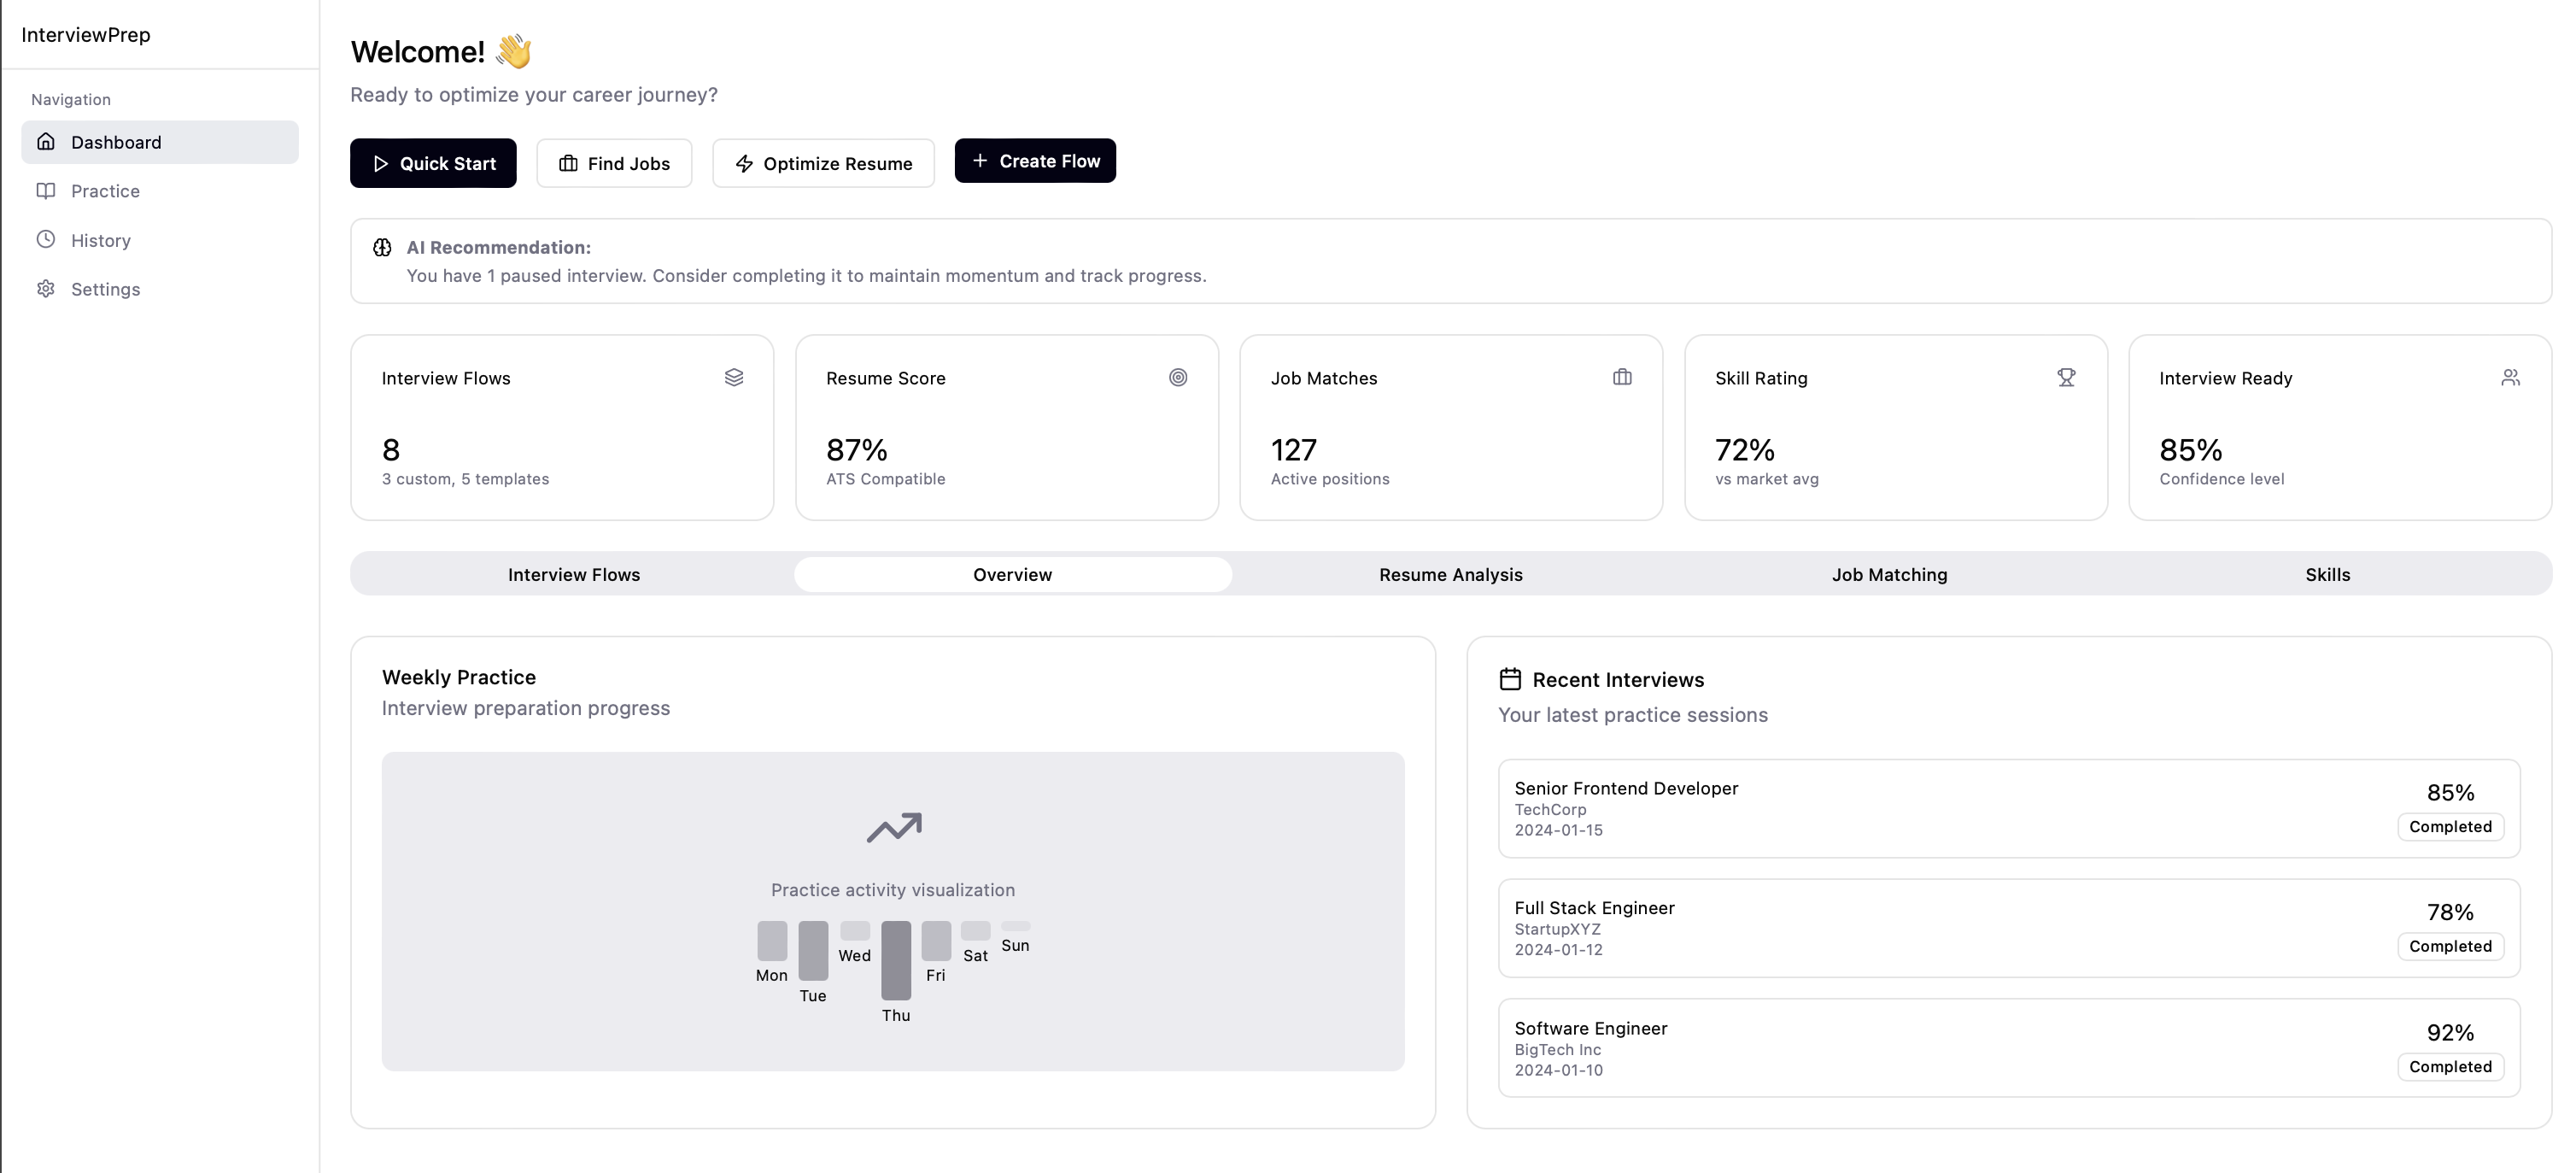 InterviewPrep
Navigation
Dashboard
Practice
History
Settings
Welcome! 👋
Ready to optimize your career journey?
Quick Start
Find Jobs
Optimize Resume
Create Flow
AI Recommendation:
You have 1 paused interview. Consider completing it to maintain momentum and track progress.
Interview Flows
8
3 custom, 5 templates
Resume Score
87%
ATS Compatible
Job Matches
127
Active positions
Skill Rating
72%
vs market avg
Interview Ready
85%
Confidence level
Interview Flows
Overview
Resume Analysis
Job Matching
Skills
Weekly Practice
Interview preparation progress
Practice activity visualization
Mon
Tue
Wed
Thu
Fri
Sat
Sun
Recent Interviews
Your latest practice sessions
Senior Frontend Developer
TechCorp
2024-01-15
85%
Completed
Full Stack Engineer
StartupXYZ
2024-01-12
78%
Completed
Software Engineer
BigTech Inc
2024-01-10
92%
Completed